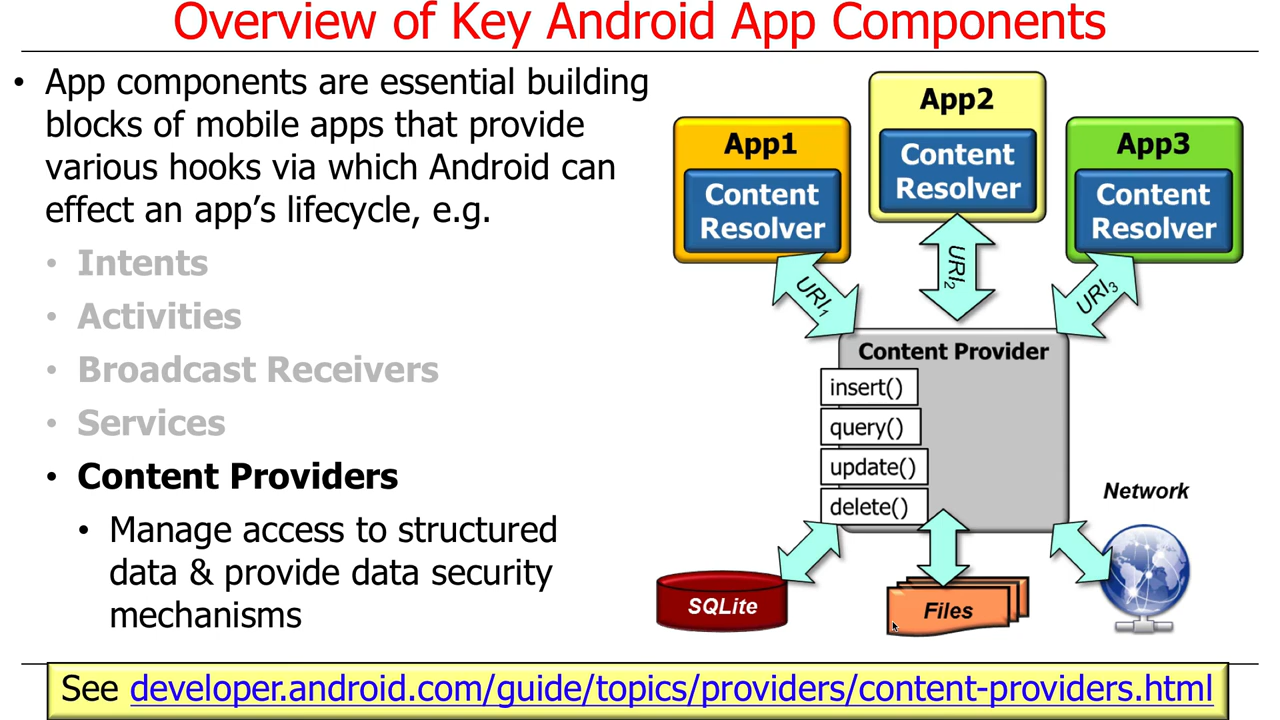 Overview of Key Android App Components
• App components are essential building
blocks of mobile apps that provide
various hooks via which Android can
effect an app's lifecycle, e.g.
• Intents
• Activities
• Broadcast Receivers
• Services
• Content Providers
• Manage access to structured
data & provide data security
mechanisms
App1
Content
Resolver
App2
Content
Resolver
App3
Content
Resolver
URI1
URI2
URI3
Content Provider
insert()
query()
update()
delete()
Network
SQLite
Files
See developer.android.com/guide/topics/providers/content-providers.html